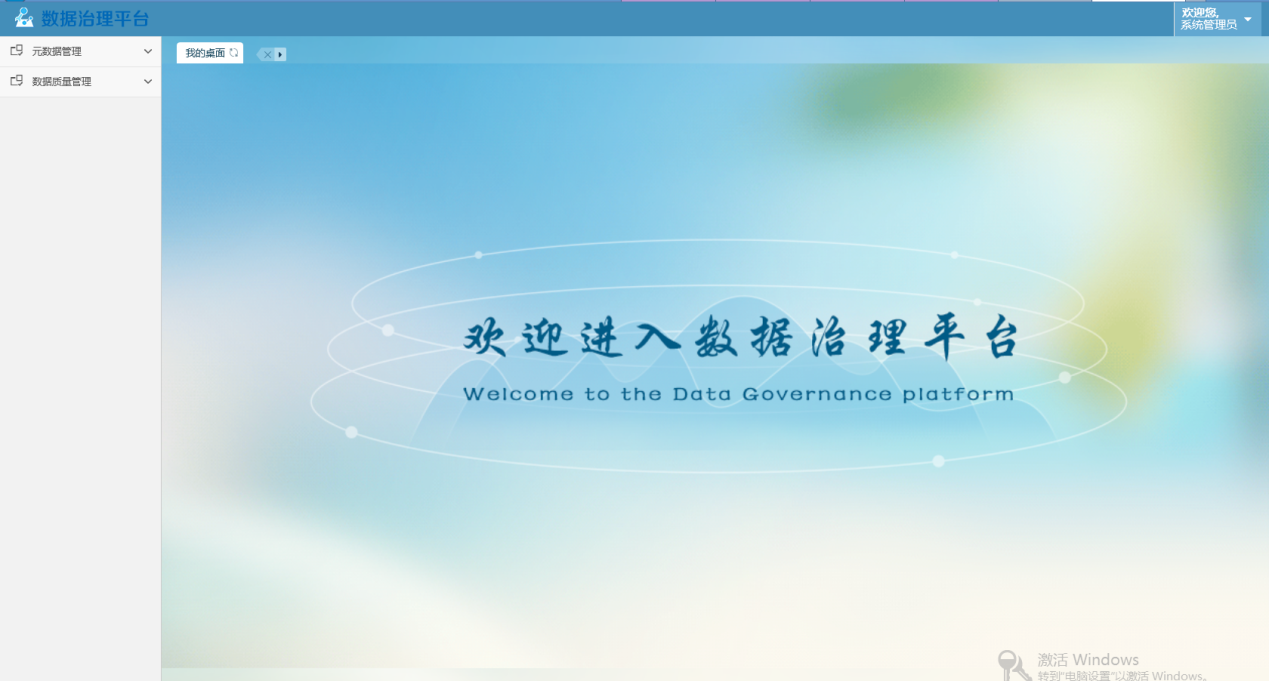 数据治理平台
欢迎您,
系统管理员
元数据管理
数据质量管理
我的桌面
欢迎进入数据治理平台
Welcome to the Data Governance platform
激活 Windows
转到"电脑设置"以激活 Windows。